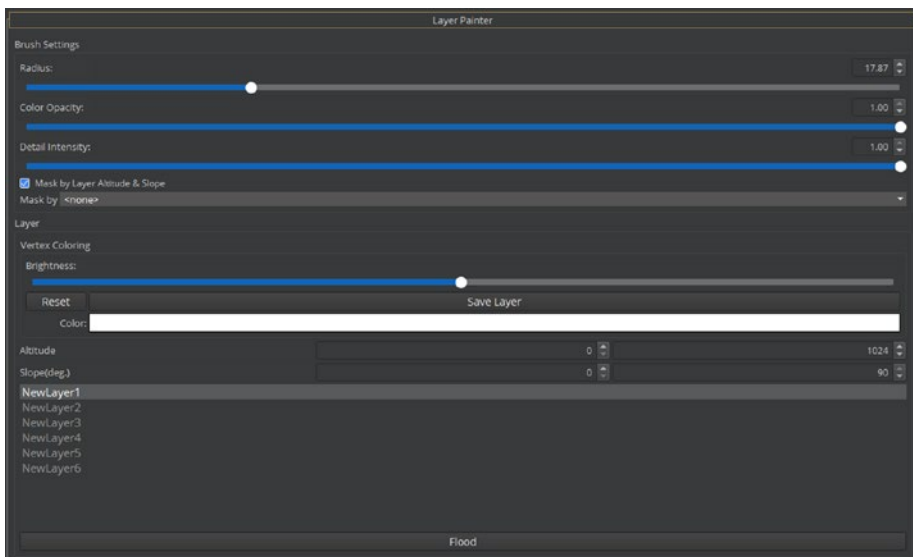 Layer Painter
Brush Settings
Radius: 17.87
Color Opacity: 1.00
Detail Intensity: 1.00
Mask by Layer Altitude & Slope
Mask by <none>
Layer
Vertex Coloring
Brightness:
Reset Save Layer
Color:
Altitude 0 1024
Slope(deg.) 0 90
NewLayer1
NewLayer2
NewLayer3
NewLayer4
NewLayer5
NewLayer6
Flood